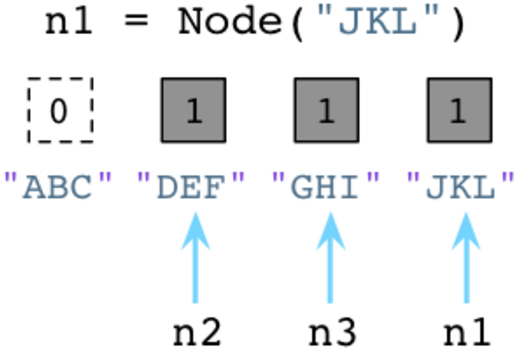 n1 = Node("JKL")
0 1 1 1
"ABC" "DEF" "GHI" "JKL"
n2 n3 n1